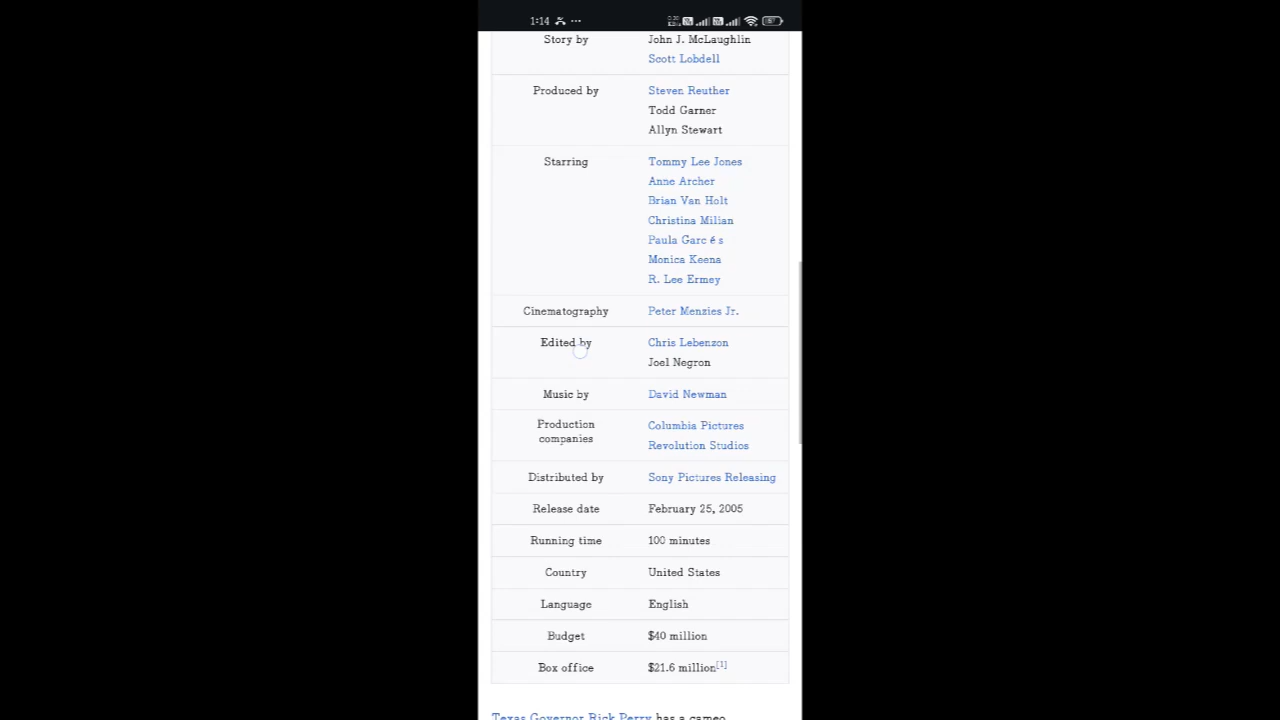 1:14 ...
Story by John J. McLaughlin
Scott Lobdell
Produced by Steven Reuther
Todd Garner
Allyn Stewart
Starring Tommy Lee Jones
Anne Archer
Brian Van Holt
Christina Milian
Paula Garcés
Monica Keena
R. Lee Ermey
Cinematography Peter Menzies Jr.
Edited by Chris Lebenzon
Joel Negron
Music by David Newman
Production companies Columbia Pictures
Revolution Studios
Distributed by Sony Pictures Releasing
Release date February 25, 2005
Running time 100 minutes
Country United States
Language English
Budget $40 million
Box office $21.6 million[1]
Texas Governor Rick Perry has a cameo